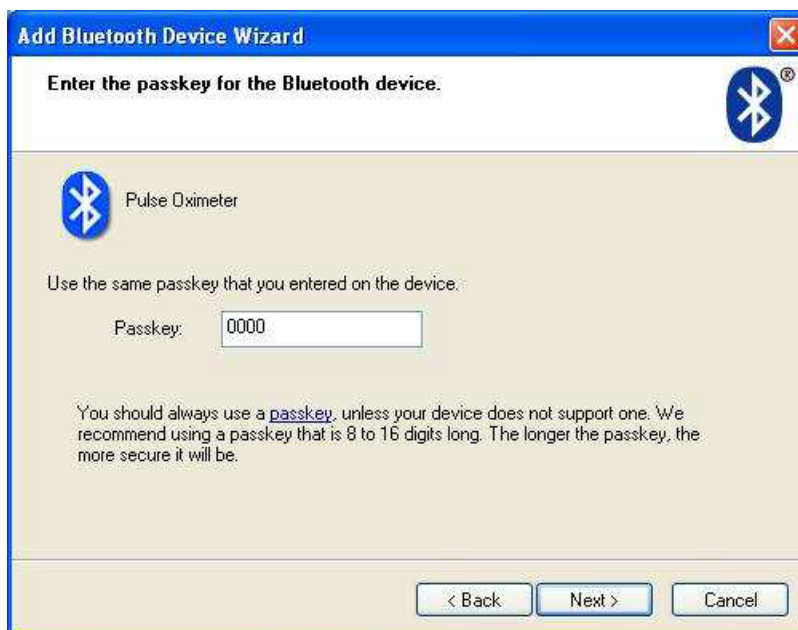 Add Bluetooth Device Wizard
Enter the passkey for the Bluetooth device.
®
Pulse Oximeter
Use the same passkey that you entered on the device.
Passkey: 0000
You should always use a passkey, unless your device does not support one. We
recommend using a passkey that is 8 to 16 digits long. The longer the passkey, the
more secure it will be.
< Back Next > Cancel